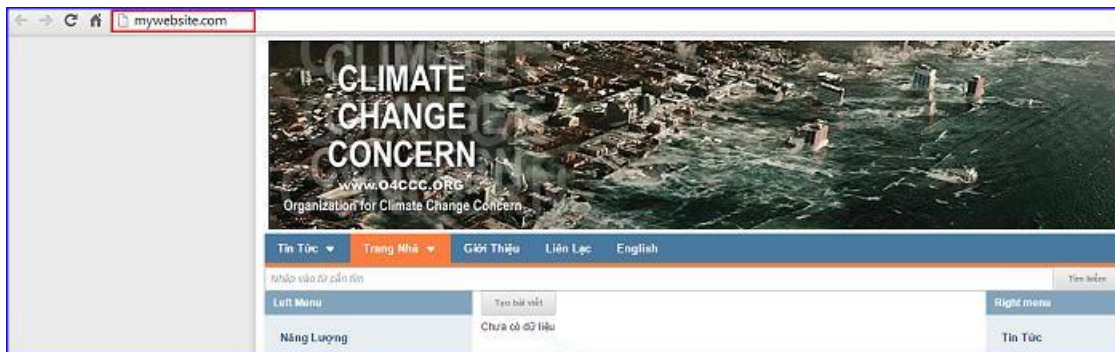 mywebsite.com
CLIMATE
CHANGE
CONCERN
www.O4CCC.ORG
Organization for Climate Change Concern
Tin Tức Trang Nhà Giới Thiệu Liên Lạc English
Nhập vào từ cần tìm Tìm kiếm
Left Menu Tạo bài viết Right menu
Chưa có dữ liệu
Năng Lượng Tin Tức